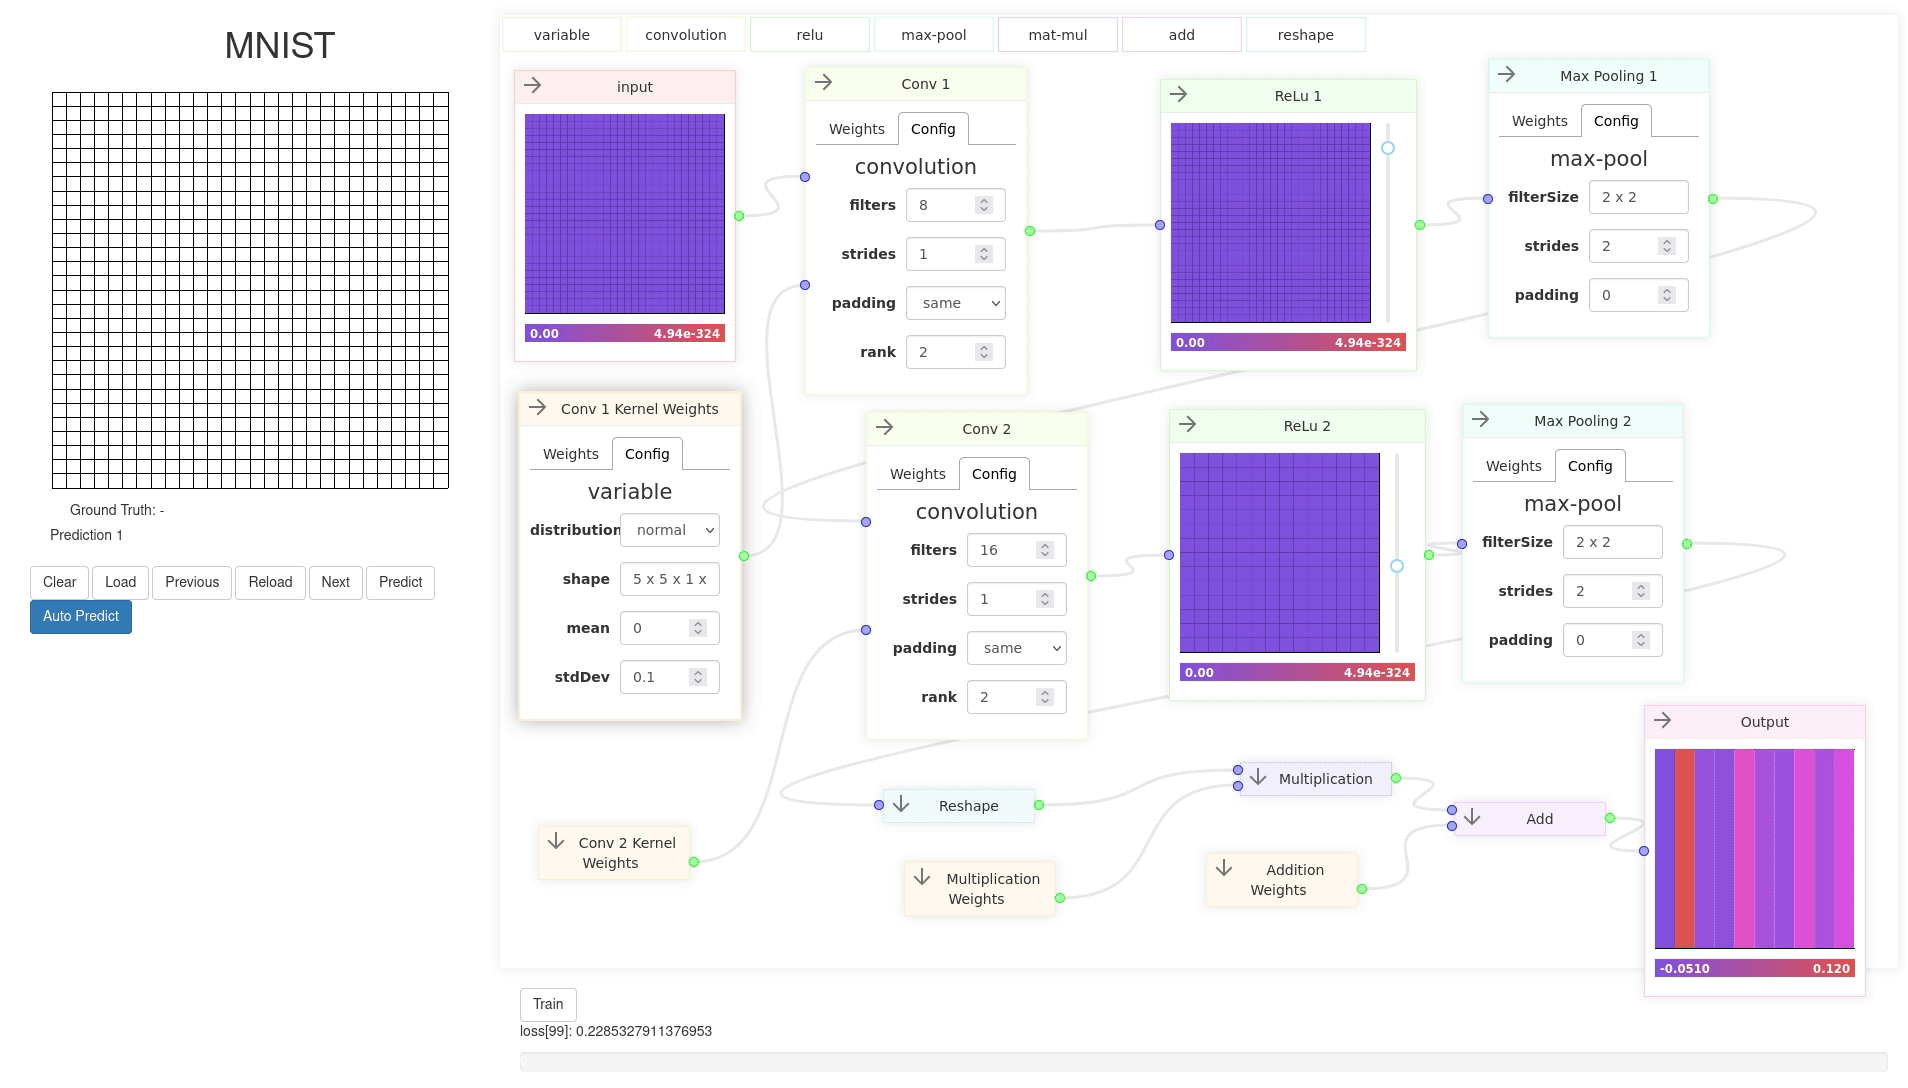 MNIST
Ground Truth: -
Prediction 1
Clear Load Previous Reload Next Predict
Auto Predict
variable convolution relu max-pool mat-mul add reshape
input
0.00 4.94e-324
Conv 1
Weights Config
convolution
filters 8
strides 1
padding same
rank 2
ReLu 1
0.00 4.94e-324
Max Pooling 1
Weights Config
max-pool
filterSize 2 x 2
strides 2
padding 0
Conv 1 Kernel Weights
Weights Config
variable
distribution normal
shape 5 x 5 x 1 x
mean 0
stdDev 0.1
Conv 2
Weights Config
convolution
filters 16
strides 1
padding same
rank 2
ReLu 2
0.00 4.94e-324
Max Pooling 2
Weights Config
max-pool
filterSize 2 x 2
strides 2
padding 0
Conv 2 Kernel
Weights
Reshape
Multiplication
Weights
Multiplication
Addition
Weights
Add
Output
-0.0510 0.120
Train
loss[99]: 0.2285327911376953